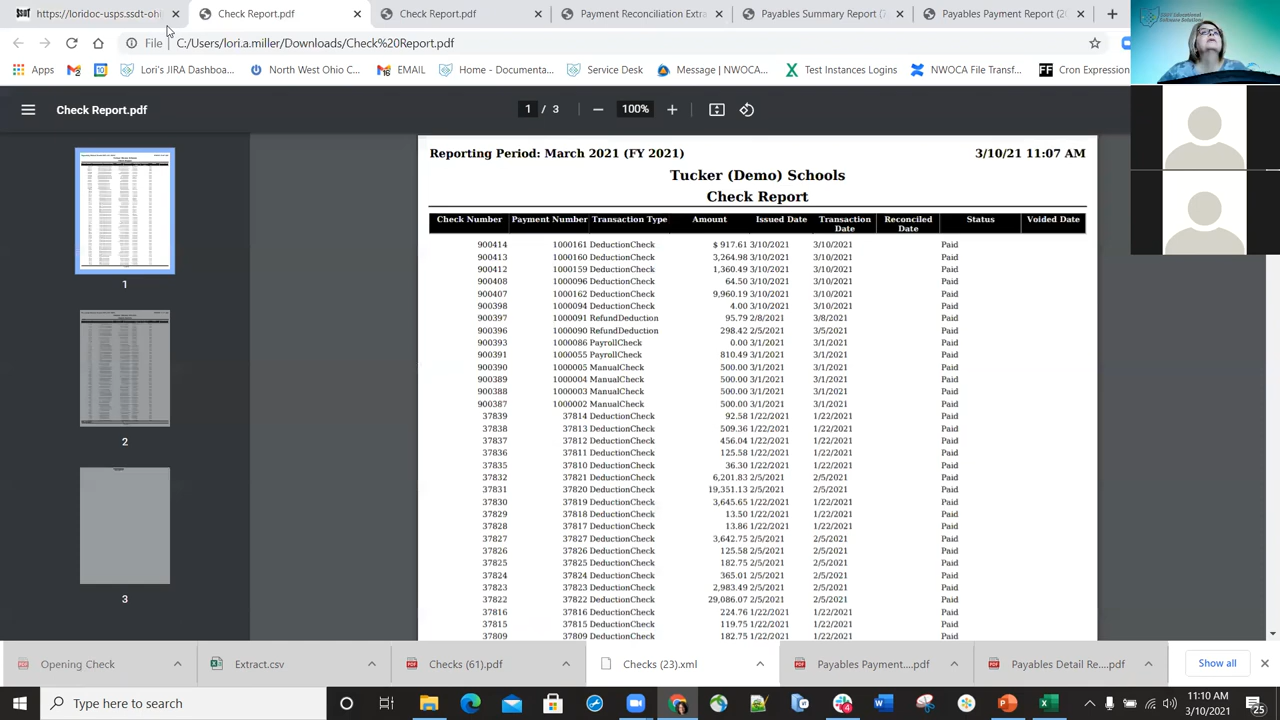 https://loridoc-usps.ssdt-ohi
Check Report.pdf
Check Report
Payment Reconciliation Extrac
Payables Summary Report (7
Payables Payment Report (28
File
C:/Users/lori.a.miller/Downloads/Check%20Report.pdf
Apps
Lori's JIRA Dashboa...
North West Ohio C...
EMAIL
Home - Documenta...
Service Desk
Message | NWOCA...
Test Instances Logins
NWOCA File Transf...
Cron Expression
Check Report.pdf
1 / 3
100%
1
2
3
Reporting Period: March 2021 (FY 2021)
3/10/21 11:07 AM
Tucker (Demo) Schools
Check Report
Check Number Payment Number Transaction Type Amount Issued Date Transaction Date Reconciled Date Status Voided Date
900414 1000161 DeductionCheck $ 917.61 3/10/2021 3/10/2021 Paid
900413 1000160 DeductionCheck 3,264.98 3/10/2021 3/10/2021 Paid
900412 1000159 DeductionCheck 1,360.49 3/10/2021 3/10/2021 Paid
900408 1000096 DeductionCheck 64.50 3/10/2021 3/10/2021 Paid
900407 1000162 DeductionCheck 9,960.19 3/10/2021 3/10/2021 Paid
900398 1000094 DeductionCheck 4.00 3/10/2021 3/10/2021 Paid
900397 1000091 RefundDeduction 95.79 2/8/2021 3/8/2021 Paid
900396 1000090 RefundDeduction 298.42 2/5/2021 3/5/2021 Paid
900393 1000086 PayrollCheck 0.00 3/1/2021 3/1/2021 Paid
900391 1000055 PayrollCheck 810.49 3/1/2021 3/1/2021 Paid
900390 1000005 ManualCheck 500.00 3/1/2021 3/1/2021 Paid
900389 1000004 ManualCheck 500.00 3/1/2021 3/1/2021 Paid
900388 1000003 ManualCheck 500.00 3/1/2021 3/1/2021 Paid
900387 1000002 ManualCheck 500.00 3/1/2021 3/1/2021 Paid
37839 37814 DeductionCheck 92.58 1/22/2021 1/22/2021 Paid
37838 37813 DeductionCheck 509.36 1/22/2021 1/22/2021 Paid
37837 37812 DeductionCheck 456.04 1/22/2021 1/22/2021 Paid
37836 37811 DeductionCheck 125.58 1/22/2021 1/22/2021 Paid
37835 37810 DeductionCheck 36.30 1/22/2021 1/22/2021 Paid
37832 37821 DeductionCheck 6,201.83 2/5/2021 2/5/2021 Paid
37831 37820 DeductionCheck 19,351.13 2/5/2021 2/5/2021 Paid
37830 37819 DeductionCheck 3,645.65 1/22/2021 1/22/2021 Paid
37829 37818 DeductionCheck 13.50 1/22/2021 1/22/2021 Paid
37828 37817 DeductionCheck 13.86 1/22/2021 1/22/2021 Paid
37827 37827 DeductionCheck 3,642.75 2/5/2021 2/5/2021 Paid
37826 37826 DeductionCheck 125.58 2/5/2021 2/5/2021 Paid
37825 37825 DeductionCheck 182.75 2/5/2021 2/5/2021 Paid
37824 37824 DeductionCheck 365.01 2/5/2021 2/5/2021 Paid
37823 37823 DeductionCheck 2,983.49 2/5/2021 2/5/2021 Paid
37822 37822 DeductionCheck 29,086.07 2/5/2021 2/5/2021 Paid
37816 37816 DeductionCheck 224.76 1/22/2021 1/22/2021 Paid
37815 37815 DeductionCheck 119.75 1/22/2021 1/22/2021 Paid
37809 37809 DeductionCheck 182.75 1/22/2021 1/22/2021 Paid
Opening Check
Extract.csv
Checks (61).pdf
Checks (23).xml
Payables Payment....pdf
Payables Detail Re....pdf
Show all
Type here to search
11:10 AM
3/10/2021
25